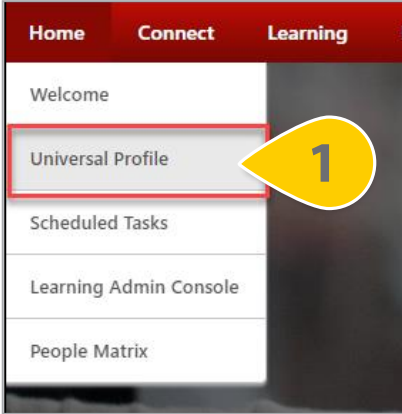 Home Connect Learning
Welcome
Universal Profile
1
Scheduled Tasks
Learning Admin Console
People Matrix